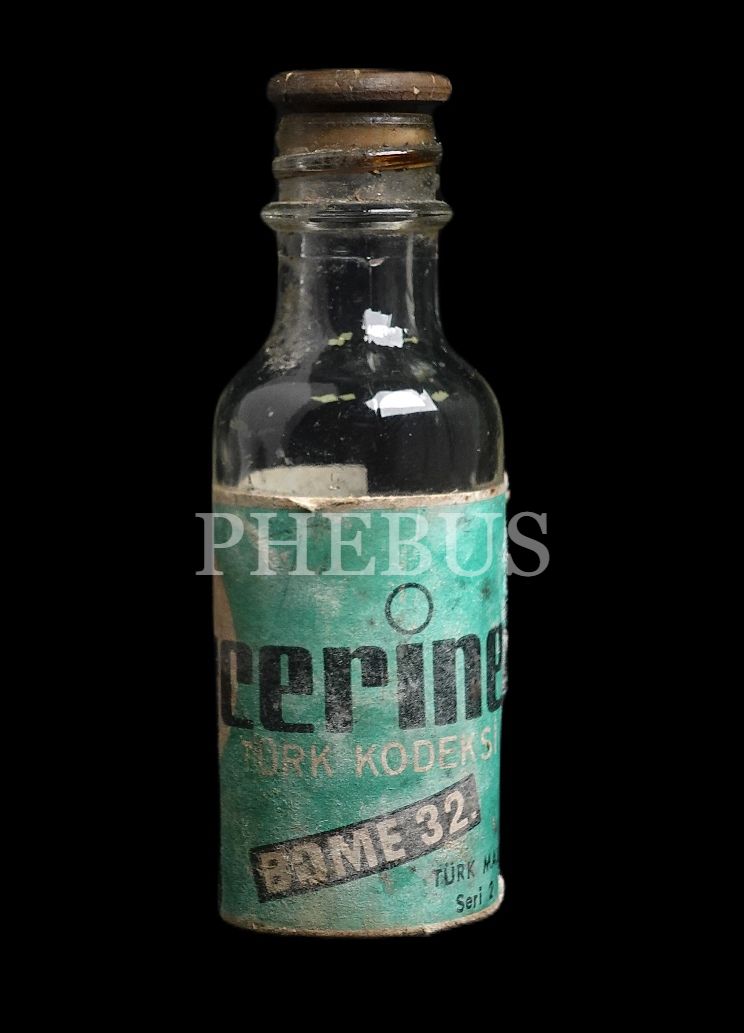 PHEBUS
cerine
TÜRK KODEKSI
BOME 32.
TÜRK MA
Seri 2